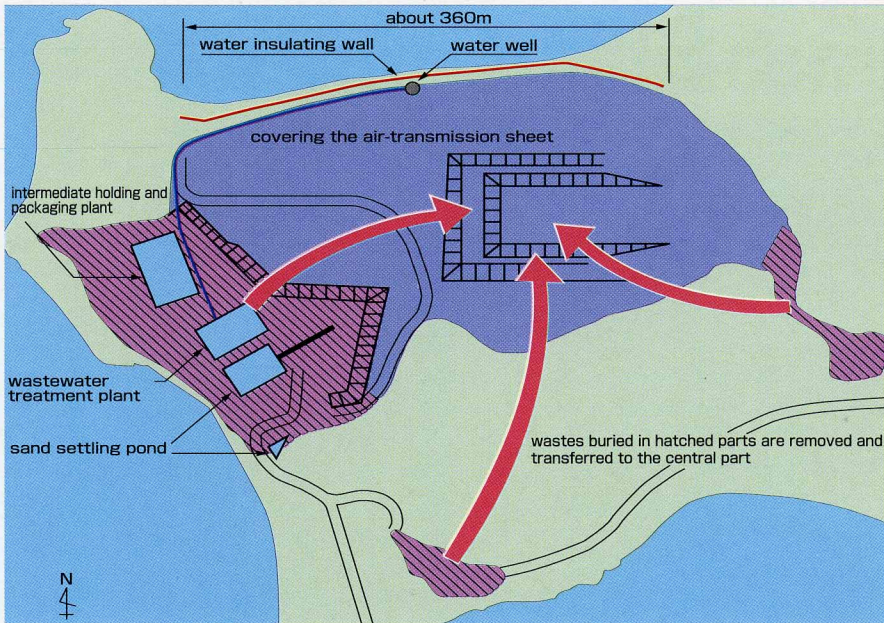 about 360m
water insulating wall
water well
covering the air-transmission sheet
intermediate holding and
packaging plant
wastewater
treatment plant
sand settling pond
wastes buried in hatched parts are removed and
transferred to the central part
N